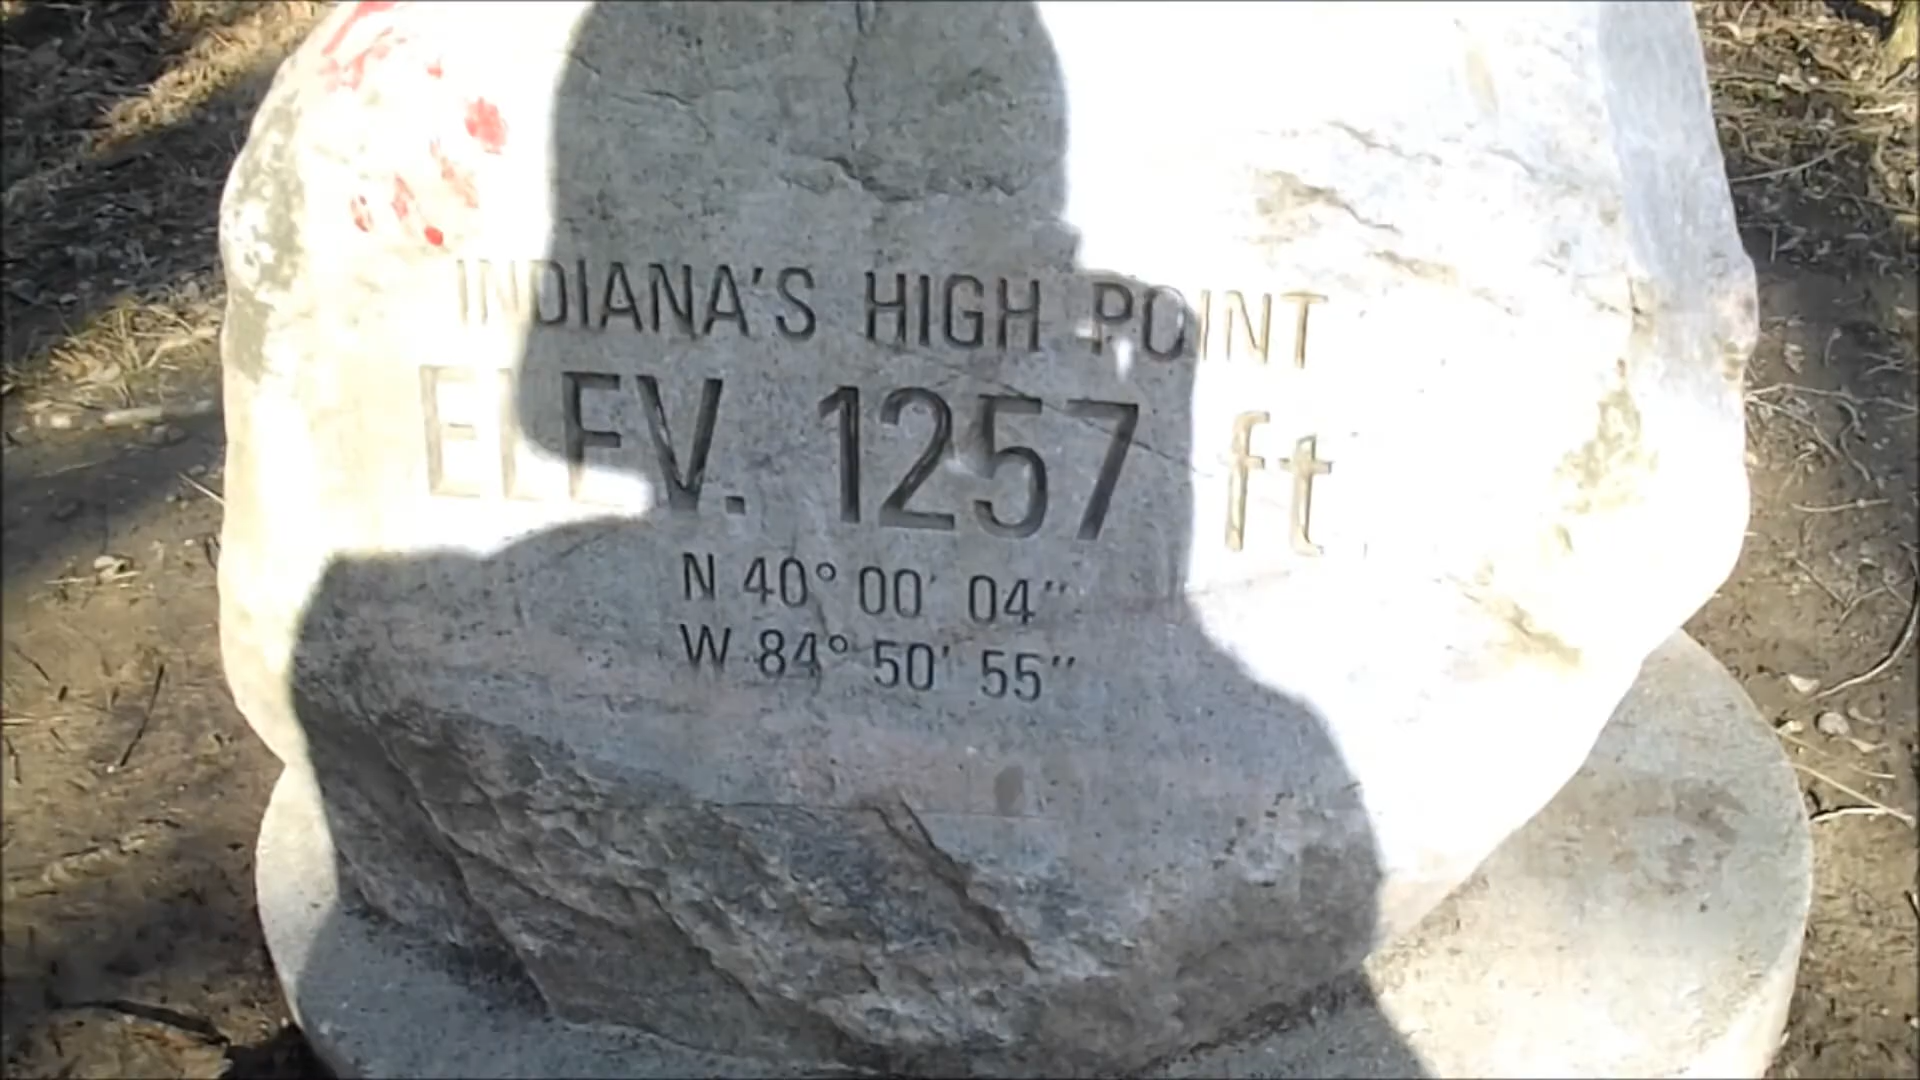 INDIANA'S HIGH POINT
ELEV. 1257 ft.
N 40° 00' 04"
W 84° 50' 55"